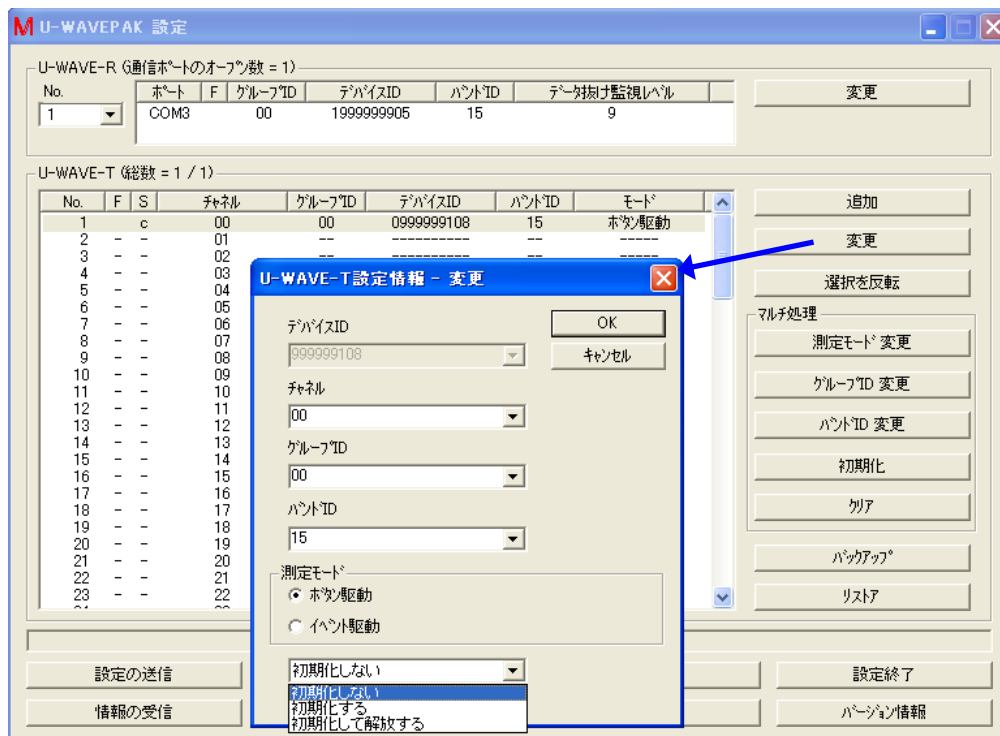 U-WAVEPAK 設定
U-WAVE-R (通信ﾎﾟｰﾄのｵｰﾌﾟﾝ数 = 1)
No. ﾎﾟｰﾄ F ｸﾞﾙｰﾌﾟID ﾃﾞﾊﾞｲｽID ﾊﾞﾝﾄﾞID ﾃﾞｰﾀ抜け監視ﾚﾍﾞﾙ 変更
1 COM3 00 1999999905 15 9
U-WAVE-T (総数 = 1 / 1)
No. F S ﾁｬﾈﾙ ｸﾞﾙｰﾌﾟID ﾃﾞﾊﾞｲｽID ﾊﾞﾝﾄﾞID ﾓｰﾄﾞ
1 c 00 00 0999999108 15 ﾎﾞﾀﾝ駆動
2 - - 01 -- ---------- -- -----
3 - - 02 -- ---------- -- -----
4 - - 03
5 - - 04
6 - - 05
7 - - 06
8 - - 07
9 - - 08
10 - - 09
11 - - 10
12 - - 11
13 - - 12
14 - - 13
15 - - 14
16 - - 15
17 - - 16
18 - - 17
19 - - 18
20 - - 19
21 - - 20
22 - - 21
23 - - 22
追加
変更
選択を反転
ﾏﾙﾁ処理
測定ﾓｰﾄﾞ変更
ｸﾞﾙｰﾌﾟID 変更
ﾊﾞﾝﾄﾞID 変更
初期化
ｸﾘｱ
ﾊﾞｯｸｱｯﾌﾟ
ﾘｽﾄｱ
U-WAVE-T設定情報 - 変更
ﾃﾞﾊﾞｲｽID
999999108
OK
ｷｬﾝｾﾙ
ﾁｬﾈﾙ
00
ｸﾞﾙｰﾌﾟID
00
ﾊﾞﾝﾄﾞID
15
測定ﾓｰﾄﾞ
ﾎﾞﾀﾝ駆動
ｲﾍﾞﾝﾄ駆動
初期化しない
初期化しない
初期化する
初期化して解放する
設定の送信
情報の受信
設定終了
ﾊﾞｰｼﾞｮﾝ情報